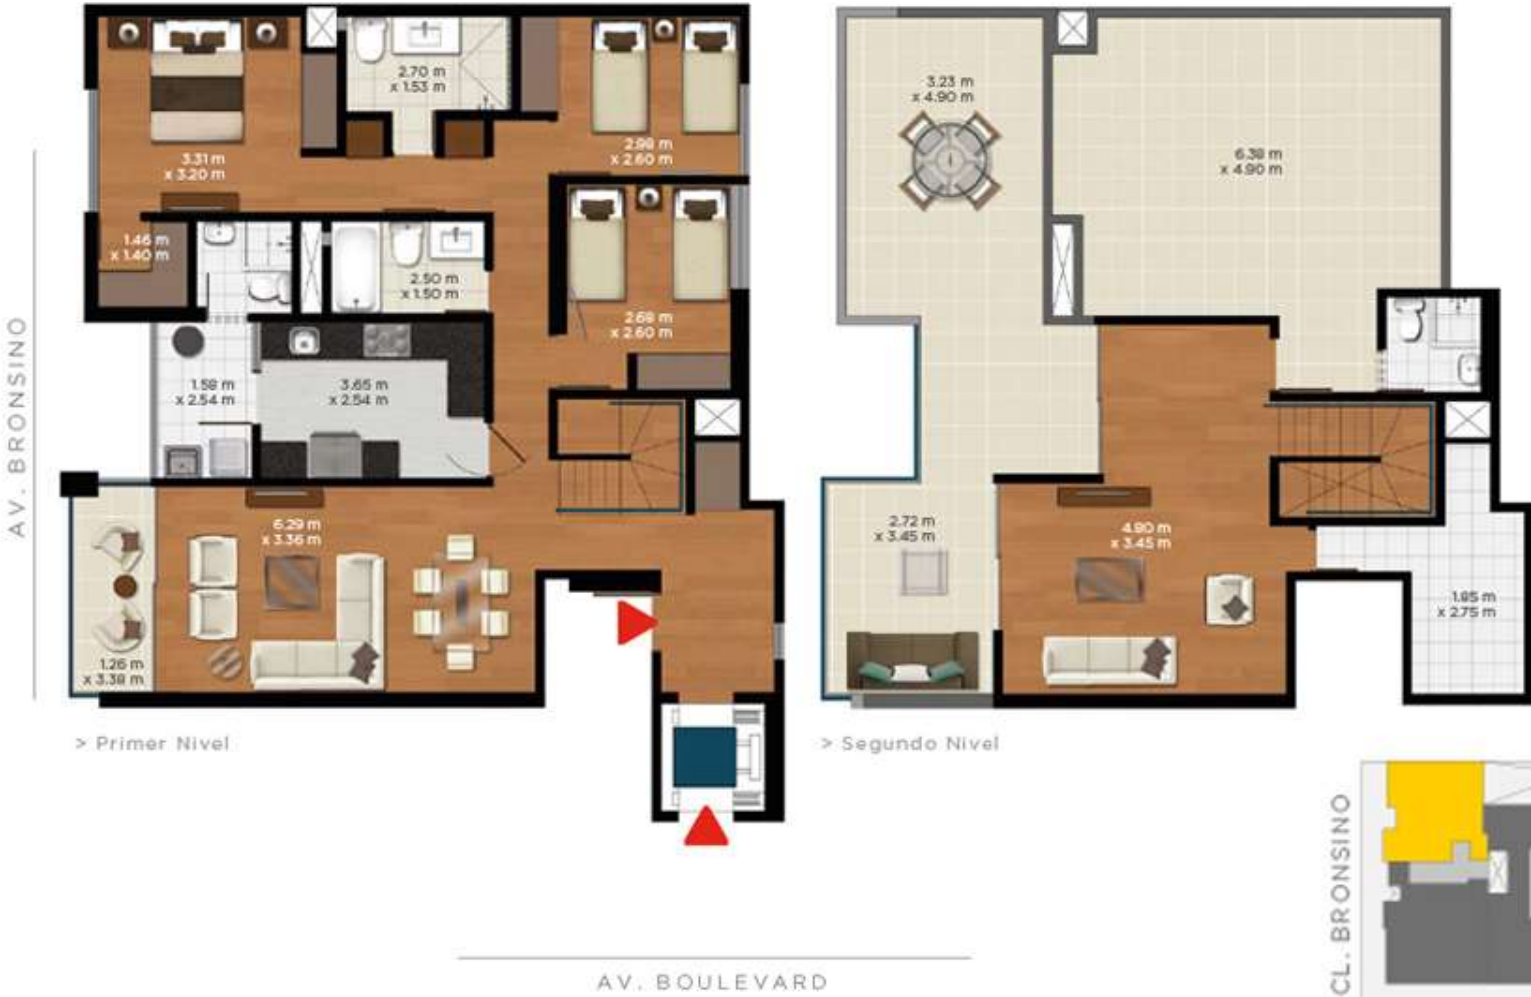 2.70 m
x 1.53 m
3.31 m
x 3.20 m
2.98 m
x 2.60 m
1.46 m
x 1.40 m
2.50 m
x 1.50 m
2.68 m
x 2.60 m
1.58 m
x 2.54 m
3.65 m
x 2.54 m
6.29 m
x 3.36 m
1.26 m
x 3.38 m
AV. BRONSINO
> Primer Nivel
3.23 m
x 4.90 m
6.38 m
x 4.90 m
2.72 m
x 3.45 m
4.90 m
x 3.45 m
1.85 m
x 2.75 m
> Segundo Nivel
CL. BRONSINO
AV. BOULEVARD